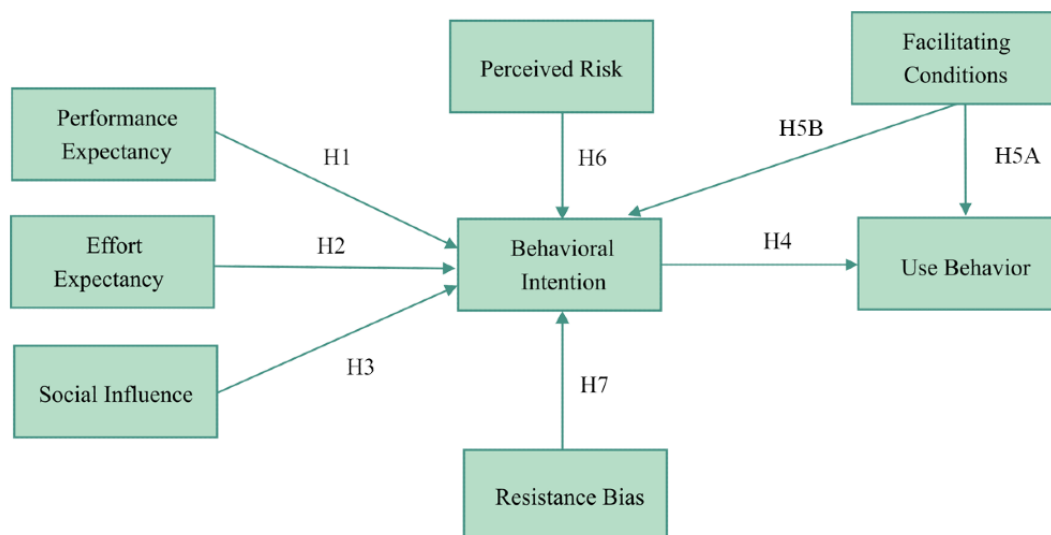 Perceived Risk
Facilitating
Conditions
Performance
Expectancy
H1
H6
H5B
H5A
Effort
Expectancy
H2
Behavioral
Intention
H4
Use Behavior
Social Influence
H3
H7
Resistance Bias